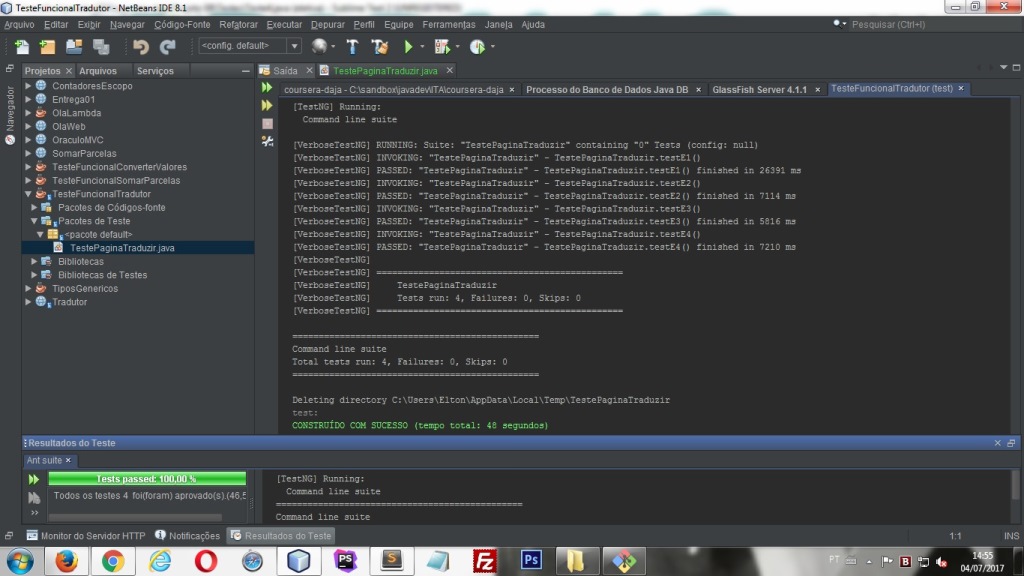 TesteFuncionalTradutor - NetBeans IDE 8.1
Arquivo Editar Exibir Navegar Código-Fonte Refatorar Executar Depurar Perfil Equipe Ferramentas Janela Ajuda
Pesquisar (Ctrl+I)
<config. default>
Projetos × Arquivos Serviços
Saída × TestePaginaTraduzir.java ×
Navegador
ContadoresEscopo
Entrega01
OlaLambda
OlaWeb
OraculoMVC
SomarParcelas
TesteFuncionalConverterValores
TesteFuncionalSomarParcelas
TesteFuncionalTradutor
Pacotes de Códigos-fonte
Pacotes de Teste
<pacote default>
TestePaginaTraduzir.java
Bibliotecas
Bibliotecas de Testes
TiposGenericos
Tradutor
coursera-daja - C:\sandbox\javadev\ITA\coursera-daja × Processo do Banco de Dados Java DB × GlassFish Server 4.1.1 × TesteFuncionalTradutor (test) ×
[TestNG] Running:
Command line suite
[VerboseTestNG] RUNNING: Suite: "TestePaginaTraduzir" containing "0" Tests (config: null)
[VerboseTestNG] INVOKING: "TestePaginaTraduzir" - TestePaginaTraduzir.testE1()
[VerboseTestNG] PASSED: "TestePaginaTraduzir" - TestePaginaTraduzir.testE1() finished in 26391 ms
[VerboseTestNG] INVOKING: "TestePaginaTraduzir" - TestePaginaTraduzir.testE2()
[VerboseTestNG] PASSED: "TestePaginaTraduzir" - TestePaginaTraduzir.testE2() finished in 7114 ms
[VerboseTestNG] INVOKING: "TestePaginaTraduzir" - TestePaginaTraduzir.testE3()
[VerboseTestNG] PASSED: "TestePaginaTraduzir" - TestePaginaTraduzir.testE3() finished in 5816 ms
[VerboseTestNG] INVOKING: "TestePaginaTraduzir" - TestePaginaTraduzir.testE4()
[VerboseTestNG] PASSED: "TestePaginaTraduzir" - TestePaginaTraduzir.testE4() finished in 7210 ms
[VerboseTestNG]
[VerboseTestNG] ===============================================
[VerboseTestNG] TestePaginaTraduzir
[VerboseTestNG] Tests run: 4, Failures: 0, Skips: 0
[VerboseTestNG] ===============================================
===============================================
Command line suite
Total tests run: 4, Failures: 0, Skips: 0
===============================================
Deleting directory C:\Users\Elton\AppData\Local\Temp\TestePaginaTraduzir
test:
CONSTRUÍDO COM SUCESSO (tempo total: 48 segundos)
Resultados do Teste
Ant suite ×
Tests passed: 100,00 %
Todos os testes 4 foi(foram) aprovado(s).(46,5
[TestNG] Running:
Command line suite
===============================================
Command line suite
Monitor do Servidor HTTP Notificações Resultados do Teste
1:1 INS
PT
14:55
04/07/2017